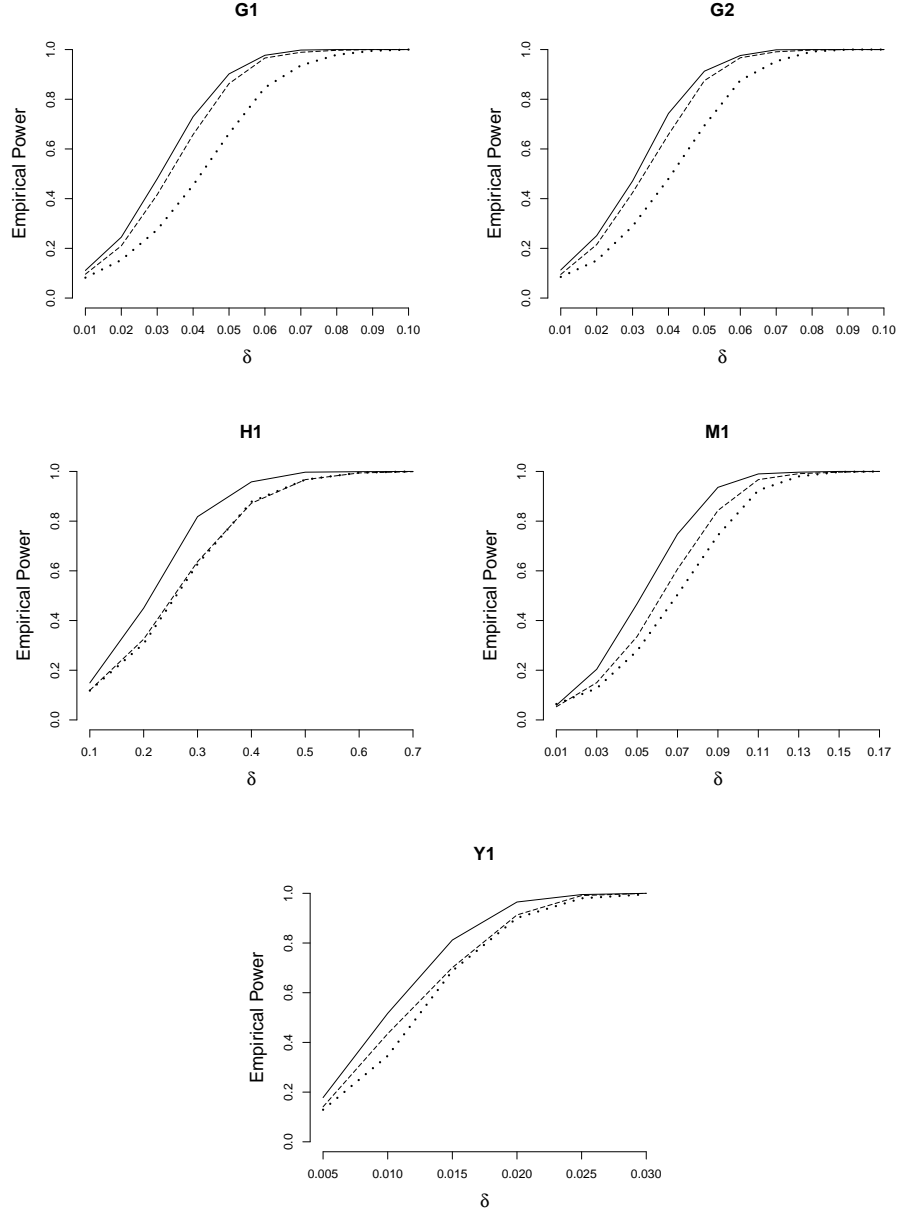 G1
Empirical Power
0.0 0.2 0.4 0.6 0.8 1.0
0.01 0.02 0.03 0.04 0.05 0.06 0.07 0.08 0.09 0.10
δ
G2
Empirical Power
0.0 0.2 0.4 0.6 0.8 1.0
0.01 0.02 0.03 0.04 0.05 0.06 0.07 0.08 0.09 0.10
δ
H1
Empirical Power
0.0 0.2 0.4 0.6 0.8 1.0
0.1 0.2 0.3 0.4 0.5 0.6 0.7
δ
M1
Empirical Power
0.0 0.2 0.4 0.6 0.8 1.0
0.01 0.03 0.05 0.07 0.09 0.11 0.13 0.15 0.17
δ
Y1
Empirical Power
0.0 0.2 0.4 0.6 0.8 1.0
0.005 0.010 0.015 0.020 0.025 0.030
δ